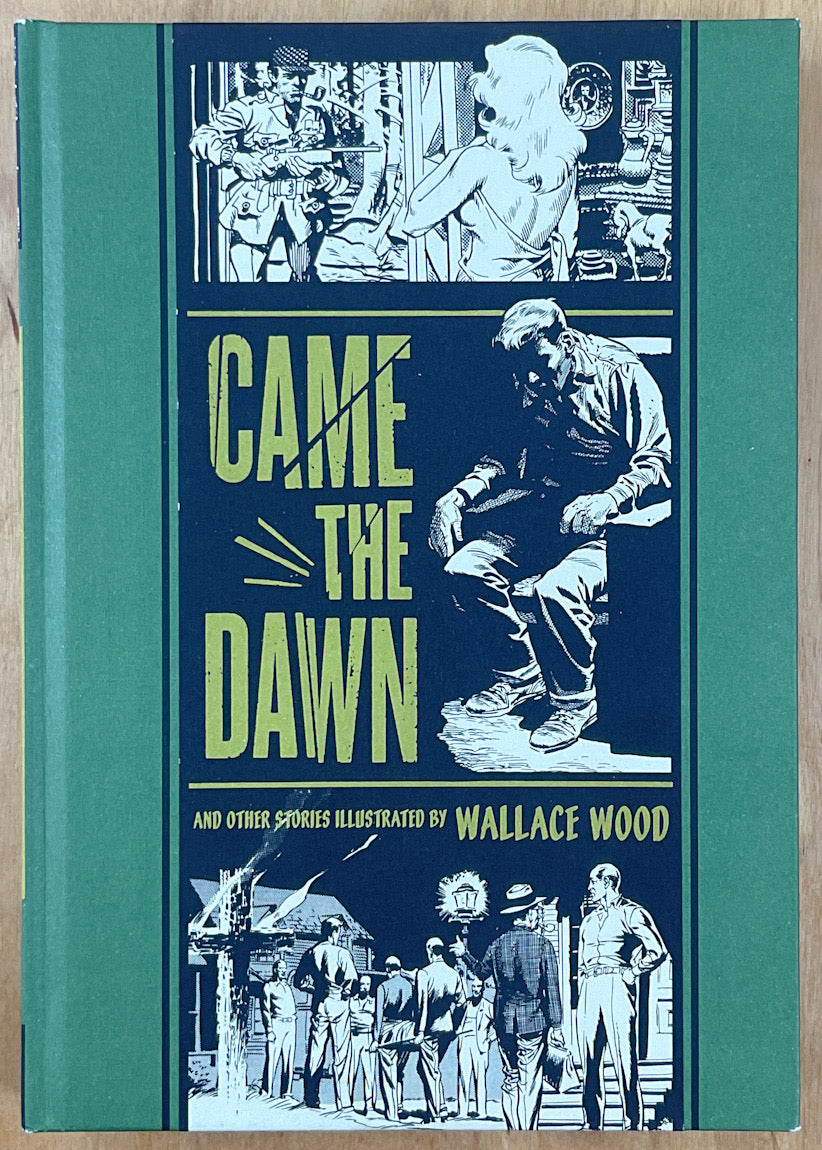 CAME
THE
DAWN
AND OTHER STORIES ILLUSTRATED BY WALLACE WOOD